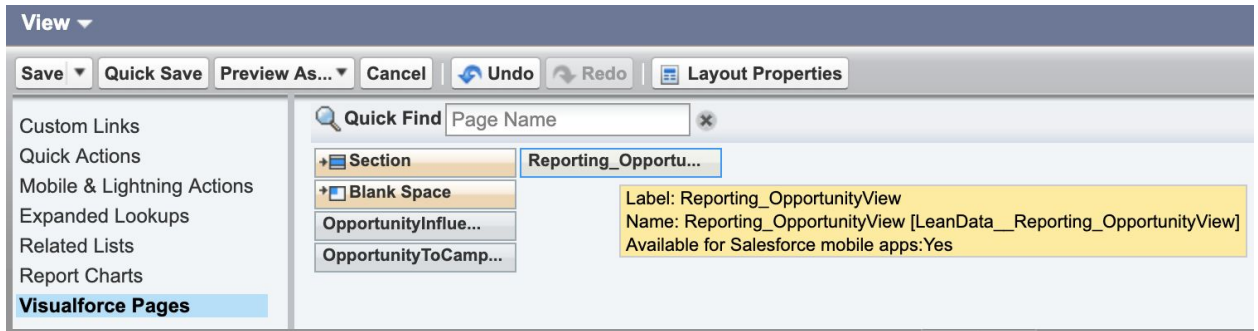 View
Save Quick Save Preview As... Cancel Undo Redo Layout Properties
Custom Links
Quick Actions
Mobile & Lightning Actions
Expanded Lookups
Related Lists
Report Charts
Visualforce Pages
Quick Find Page Name
Section Reporting_Opportu...
Blank Space
OpportunityInflue...
OpportunityToCamp...
Label: Reporting_OpportunityView
Name: Reporting_OpportunityView [LeanData__Reporting_OpportunityView]
Available for Salesforce mobile apps:Yes